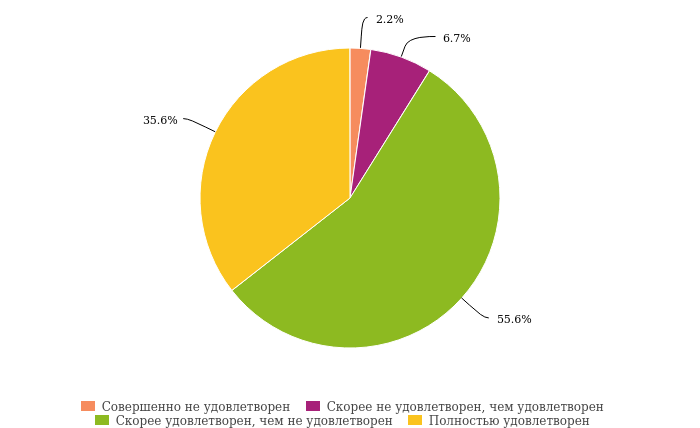 2.2%
6.7%
35.6%
55.6%
Совершенно не удовлетворен Скорее не удовлетворен, чем удовлетворен
Скорее удовлетворен, чем не удовлетворен Полностью удовлетворен